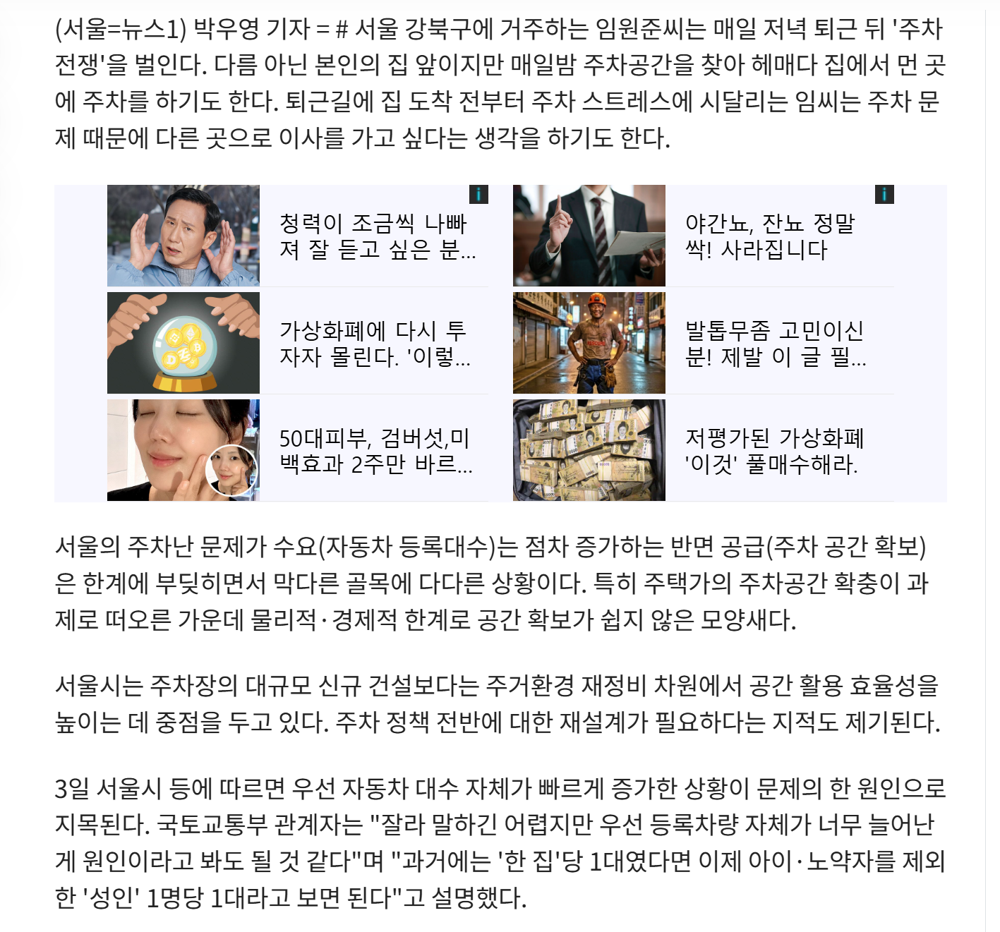 (서울=뉴스1) 박우영 기자 = # 서울 강북구에 거주하는 임원준씨는 매일 저녁 퇴근 뒤 '주차
전쟁'을 벌인다. 다름 아닌 본인의 집 앞이지만 매일밤 주차공간을 찾아 헤매다 집에서 먼 곳
에 주차를 하기도 한다. 퇴근길에 집 도착 전부터 주차 스트레스에 시달리는 임씨는 주차 문
제 때문에 다른 곳으로 이사를 가고 싶다는 생각을 하기도 한다.
청력이 조금씩 나빠
져 잘 듣고 싶은 분...
야간뇨, 잔뇨 정말
싹! 사라집니다
가상화폐에 다시 투
자자 몰린다. '이렇...
발톱무좀 고민이신
분! 제발 이 글 필...
50대피부, 검버섯,미
백효과 2주만 바르...
저평가된 가상화폐
'이것' 풀매수해라.
서울의 주차난 문제가 수요(자동차 등록대수)는 점차 증가하는 반면 공급(주차 공간 확보)
은 한계에 부딪히면서 막다른 골목에 다다른 상황이다. 특히 주택가의 주차공간 확충이 과
제로 떠오른 가운데 물리적·경제적 한계로 공간 확보가 쉽지 않은 모양새다.
서울시는 주차장의 대규모 신규 건설보다는 주거환경 재정비 차원에서 공간 활용 효율성을
높이는 데 중점을 두고 있다. 주차 정책 전반에 대한 재설계가 필요하다는 지적도 제기된다.
3일 서울시 등에 따르면 우선 자동차 대수 자체가 빠르게 증가한 상황이 문제의 한 원인으로
지목된다. 국토교통부 관계자는 "잘라 말하긴 어렵지만 우선 등록차량 자체가 너무 늘어난
게 원인이라고 봐도 될 것 같다"며 "과거에는 '한 집'당 1대였다면 이제 아이·노약자를 제외
한 '성인' 1명당 1대라고 보면 된다"고 설명했다.